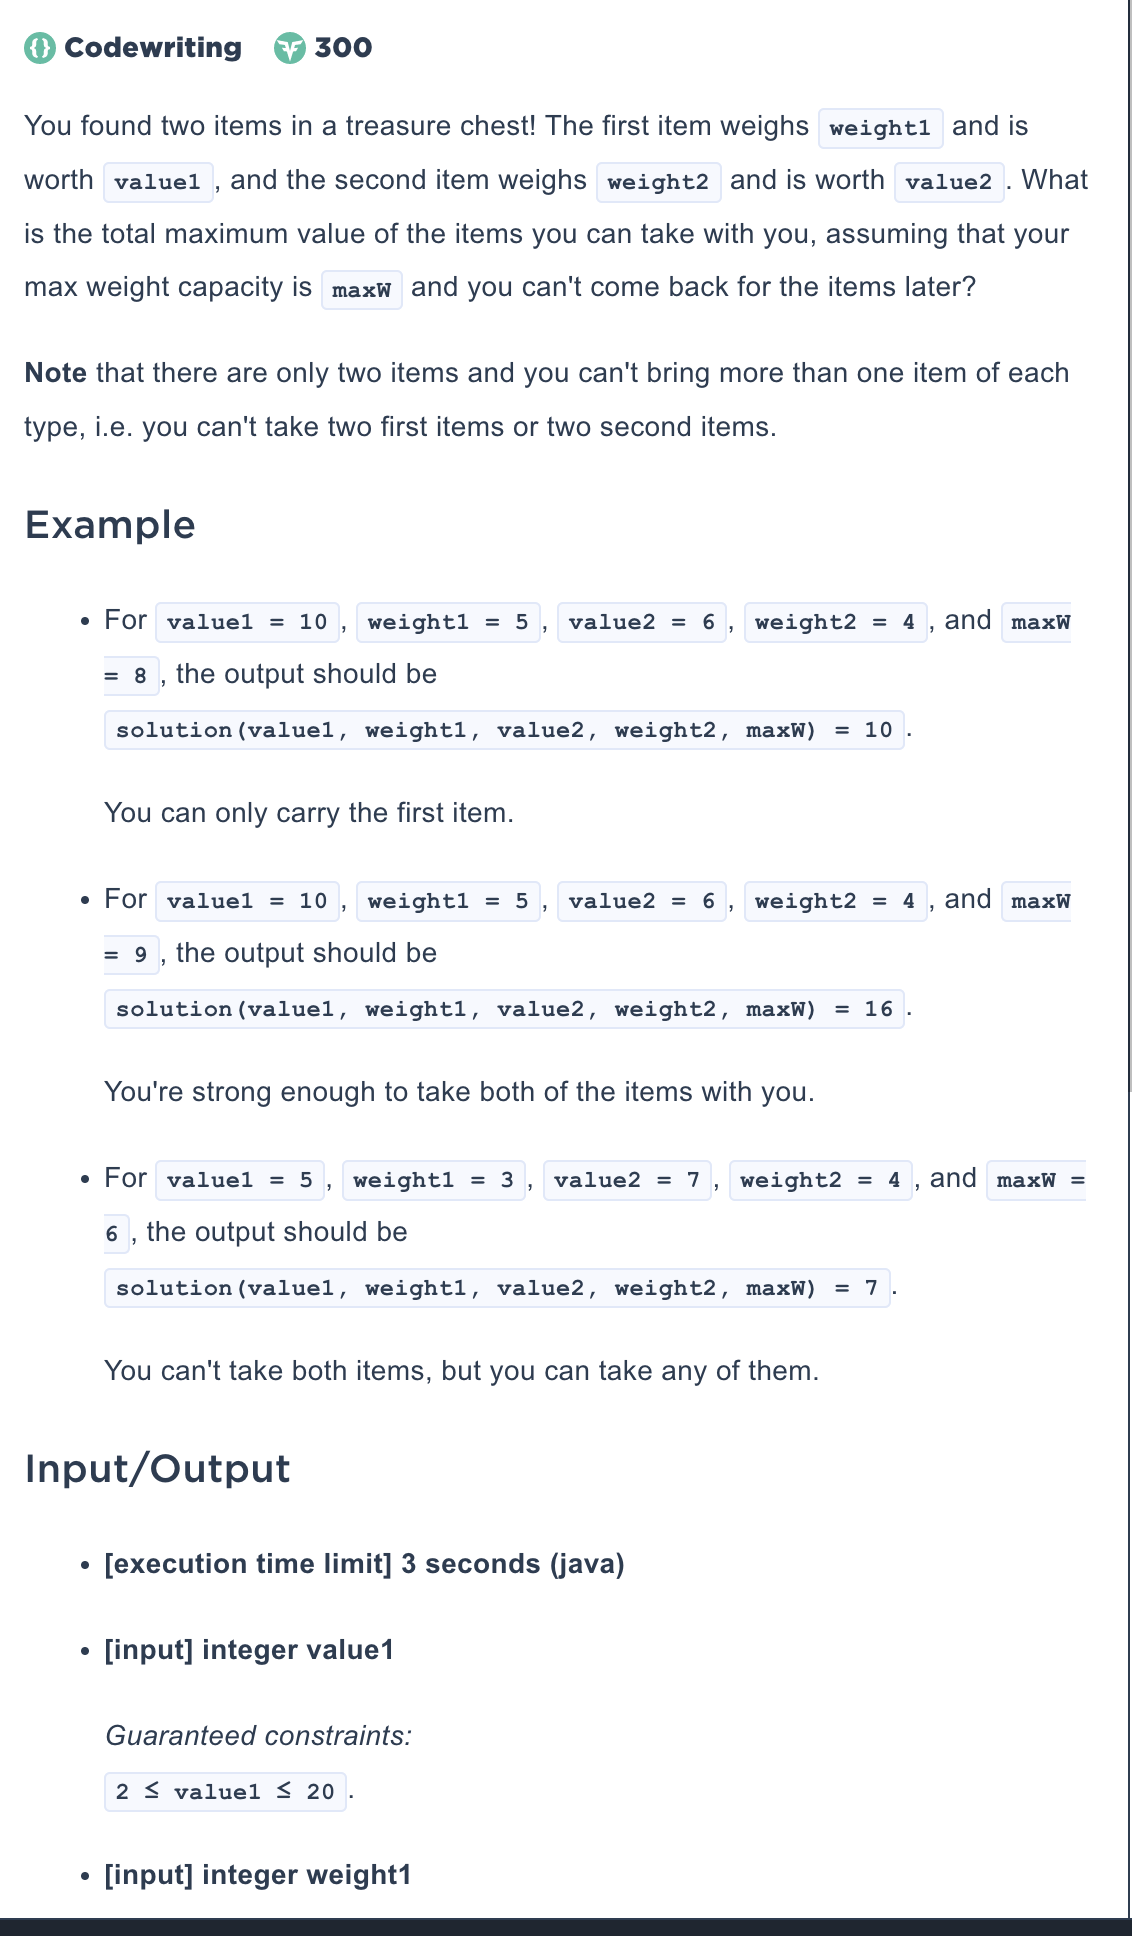 Codewriting 300
You found two items in a treasure chest! The first item weighs weight1 and is
worth value1 , and the second item weighs weight2 and is worth value2 . What
is the total maximum value of the items you can take with you, assuming that your
max weight capacity is maxW and you can't come back for the items later?
Note that there are only two items and you can't bring more than one item of each
type, i.e. you can't take two first items or two second items.
Example
• For value1 = 10 , weight1 = 5 , value2 = 6 , weight2 = 4 , and maxW
= 8 , the output should be
solution(value1, weight1, value2, weight2, maxW) = 10 .
You can only carry the first item.
• For value1 = 10 , weight1 = 5 , value2 = 6 , weight2 = 4 , and maxW
= 9 , the output should be
solution(value1, weight1, value2, weight2, maxW) = 16 .
You're strong enough to take both of the items with you.
• For value1 = 5 , weight1 = 3 , value2 = 7 , weight2 = 4 , and maxW =
6 , the output should be
solution(value1, weight1, value2, weight2, maxW) = 7 .
You can't take both items, but you can take any of them.
Input/Output
• [execution time limit] 3 seconds (java)
• [input] integer value1
Guaranteed constraints:
2 ≤ value1 ≤ 20 .
• [input] integer weight1